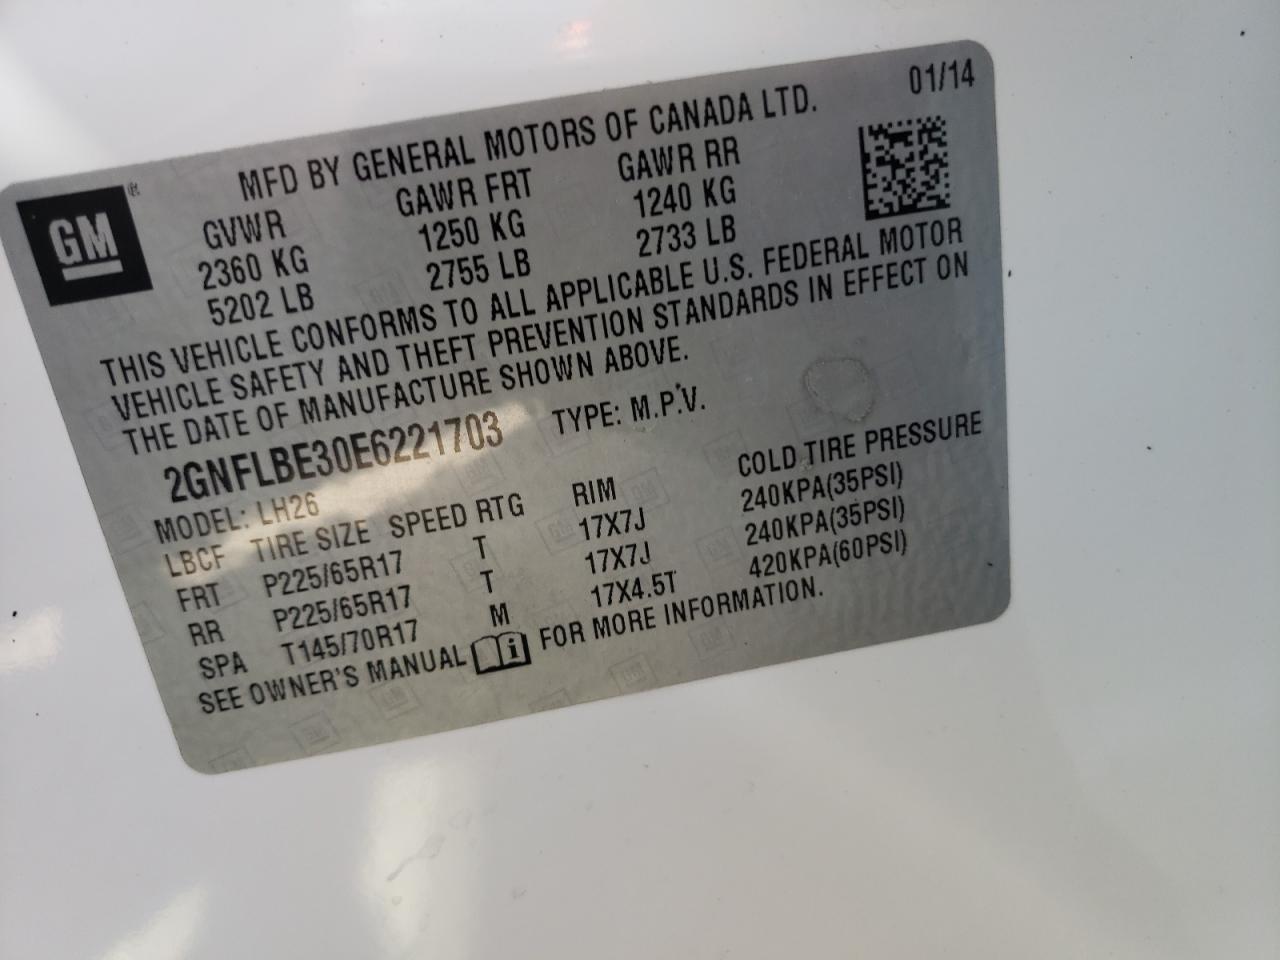 01/14
MFD BY GENERAL MOTORS OF CANADA LTD.
GM ®
GVWR GAWR FRT GAWR RR
2360 KG 1250 KG 1240 KG
5202 LB 2755 LB 2733 LB
THIS VEHICLE CONFORMS TO ALL APPLICABLE U.S. FEDERAL MOTOR
VEHICLE SAFETY AND THEFT PREVENTION STANDARDS IN EFFECT ON
THE DATE OF MANUFACTURE SHOWN ABOVE.
2GNFLBE30E6221703 TYPE: M.P.V.
MODEL: LH26
LBCF TIRE SIZE SPEED RTG RIM COLD TIRE PRESSURE
FRT P225/65R17 T 17X7J 240KPA(35PSI)
RR P225/65R17 T 17X7J 240KPA(35PSI)
SPA T145/70R17 M 17X4.5T 420KPA(60PSI)
SEE OWNER'S MANUAL i FOR MORE INFORMATION.